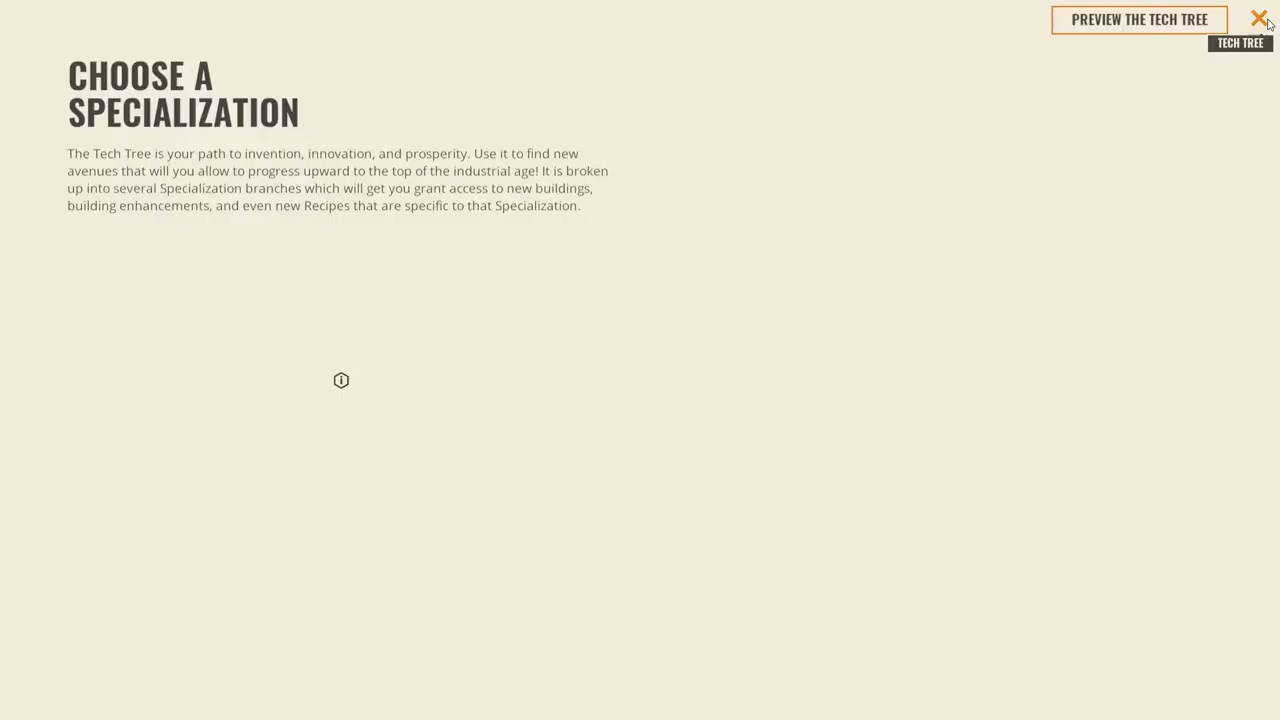 PREVIEW THE TECH TREE
TECH TREE
CHOOSE A
SPECIALIZATION
The Tech Tree is your path to invention, innovation, and prosperity. Use it to find new
avenues that will you allow to progress upward to the top of the industrial age! It is broken
up into several Specialization branches which will get you grant access to new buildings,
building enhancements, and even new Recipes that are specific to that Specialization.